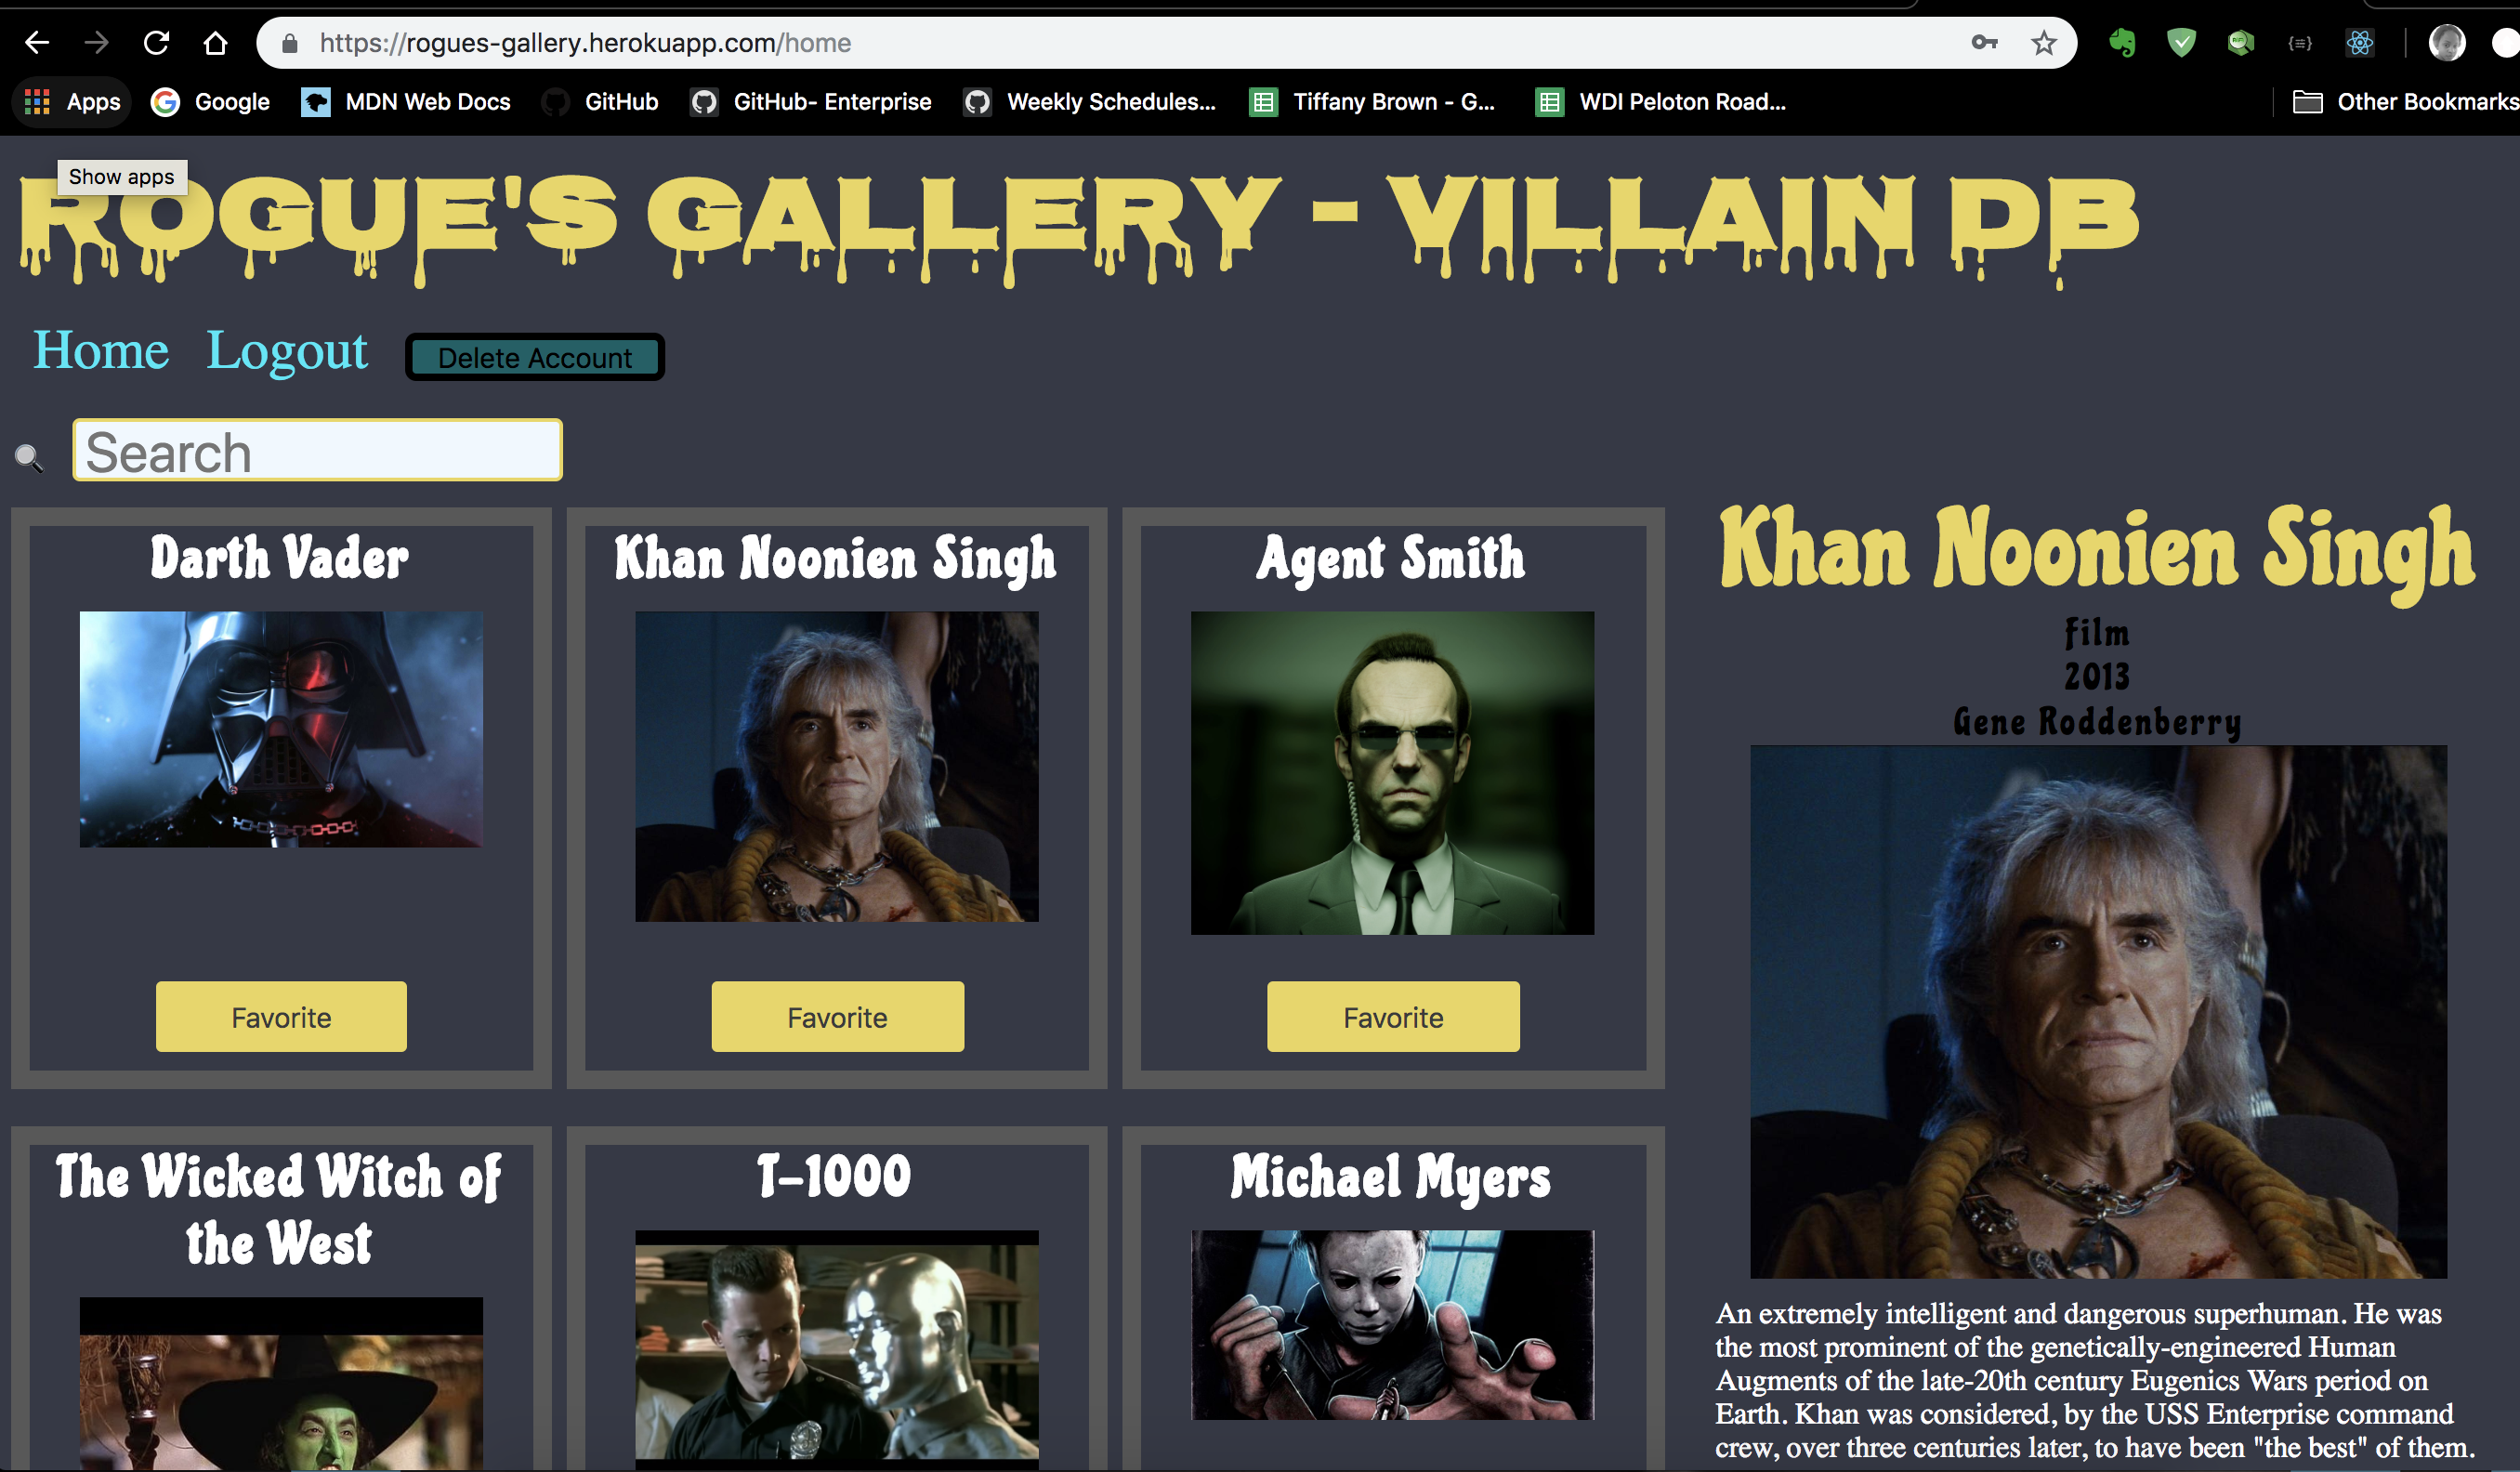 https://rogues-gallery.herokuapp.com/home
Apps
Google
MDN Web Docs
GitHub
GitHub- Enterprise
Weekly Schedules...
Tiffany Brown - G...
WDI Peloton Road...
Other Bookmarks
Show apps
ROGUE'S GALLERY - VILLAIN DB
Home
Logout
Delete Account
Search
Darth Vader
Favorite
Khan Noonien Singh
Favorite
Agent Smith
Favorite
The Wicked Witch of
the West
T-1000
Michael Myers
Khan Noonien Singh
Film
2013
Gene Roddenberry
An extremely intelligent and dangerous superhuman. He was
the most prominent of the genetically-engineered Human
Augments of the late-20th century Eugenics Wars period on
Earth. Khan was considered, by the USS Enterprise command
crew, over three centuries later, to have been "the best" of them.